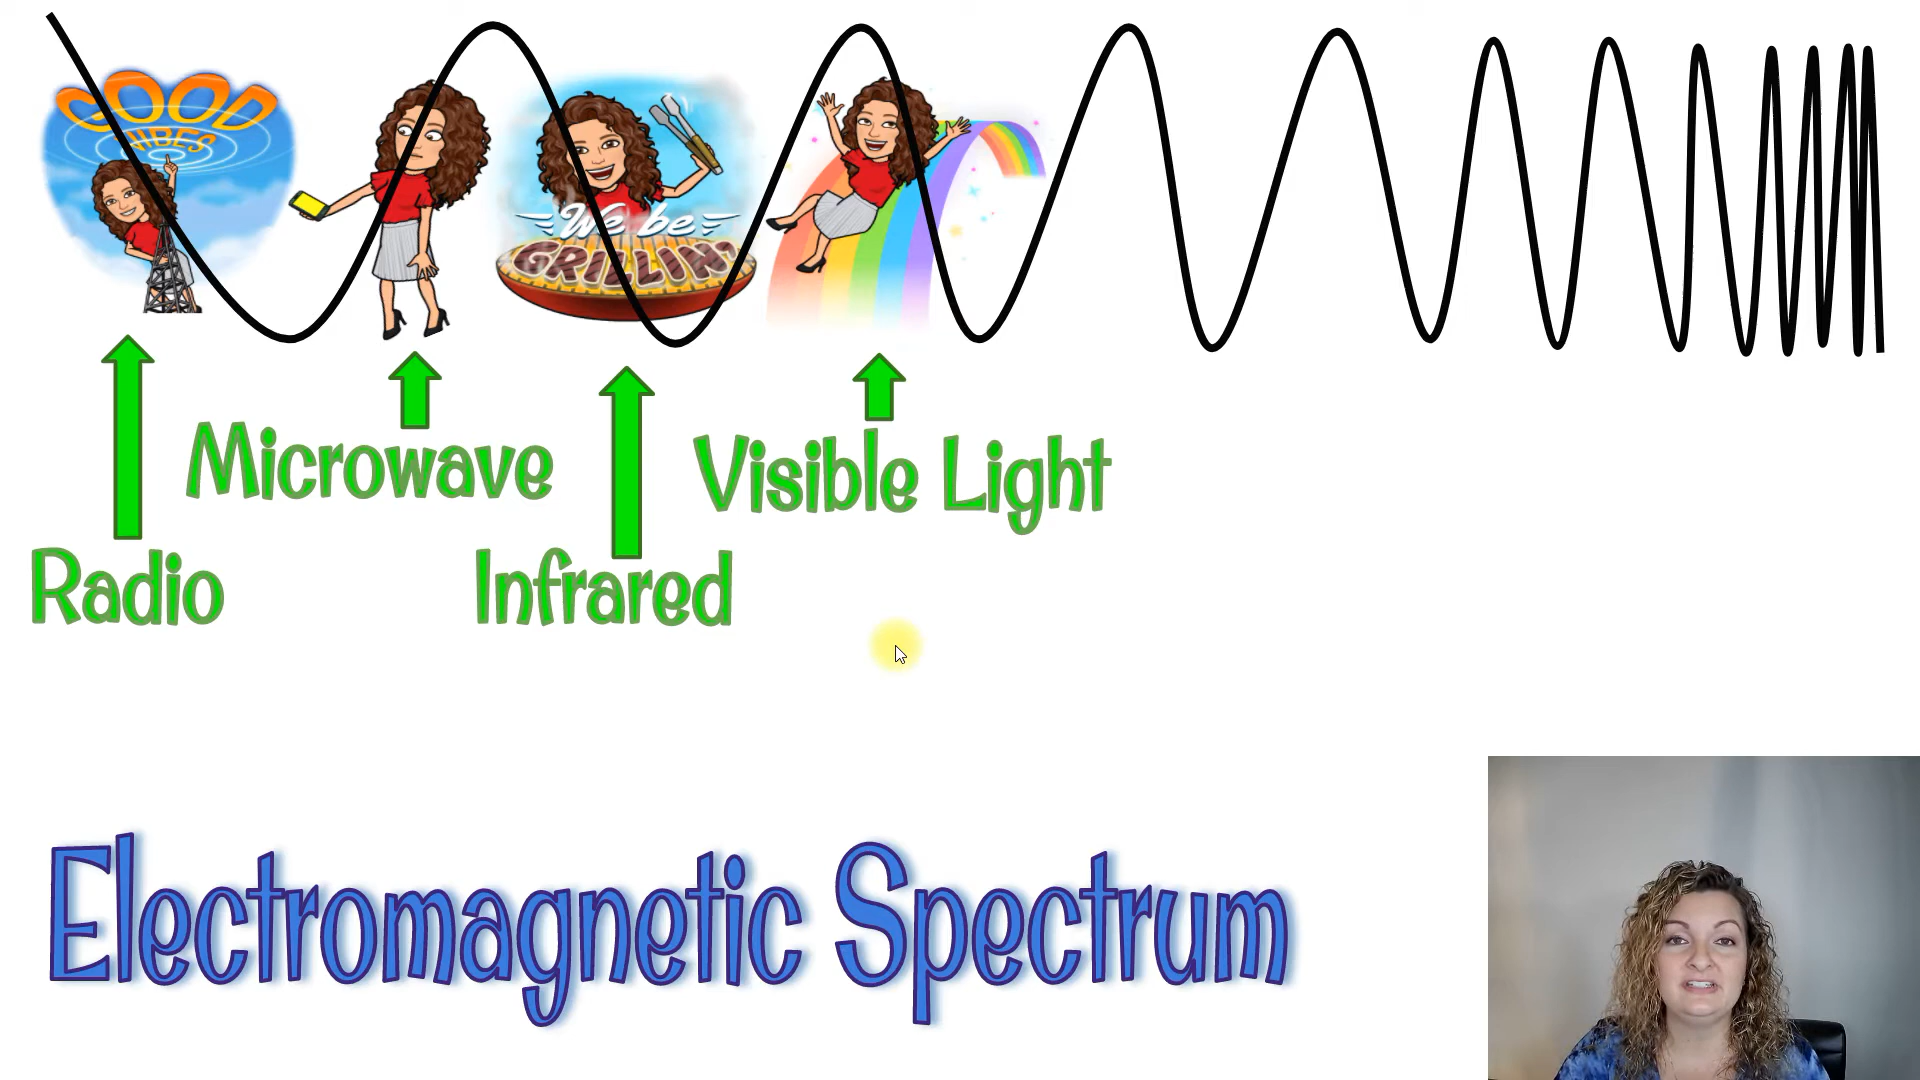 GOOD
VIBES
We be
GRILLIN'
Microwave
Visible Light
Radio
Infrared
Electromagnetic Spectrum